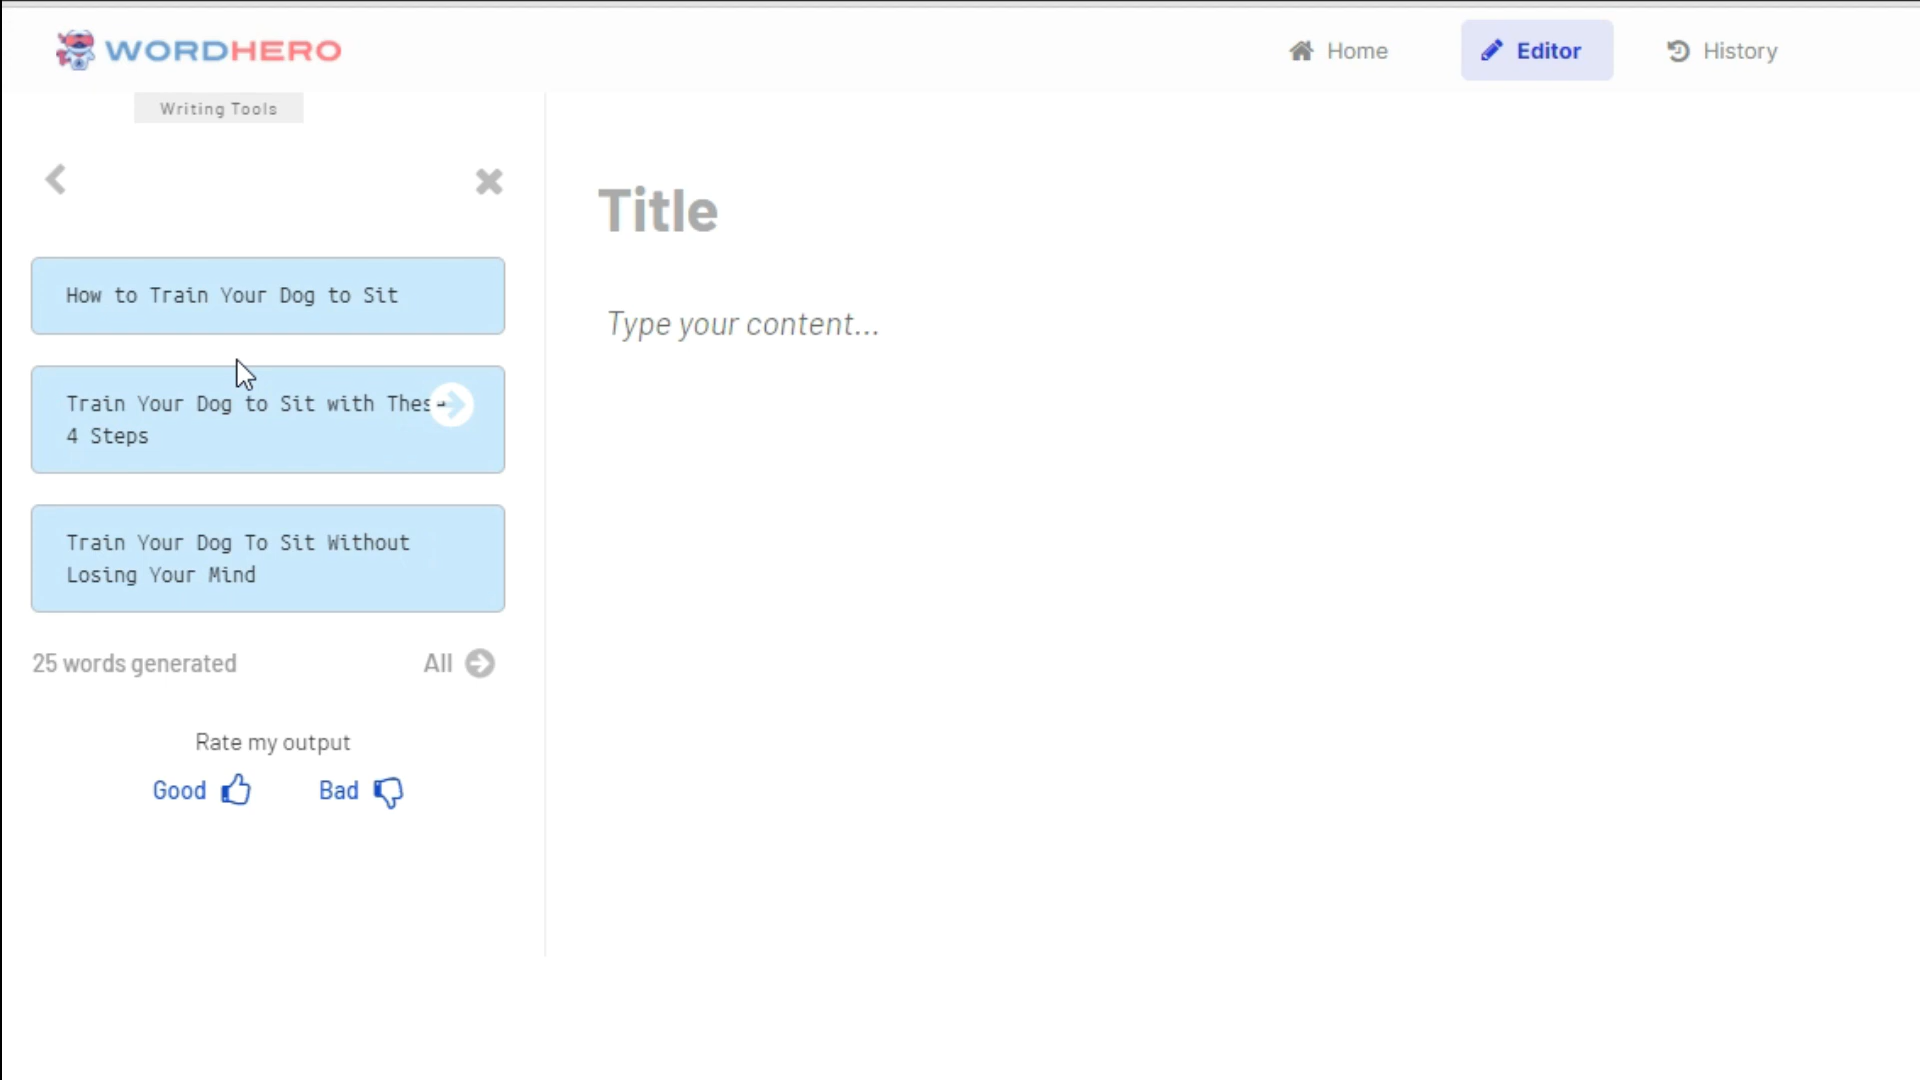 WORDHERO
Home
Editor
History
Writing Tools
How to Train Your Dog to Sit
Train Your Dog to Sit with
4 Steps
Train Your Dog To Sit Without
Losing Your Mind
25 words generated
All
Rate my output
Good
Bad
Title
Type your content...